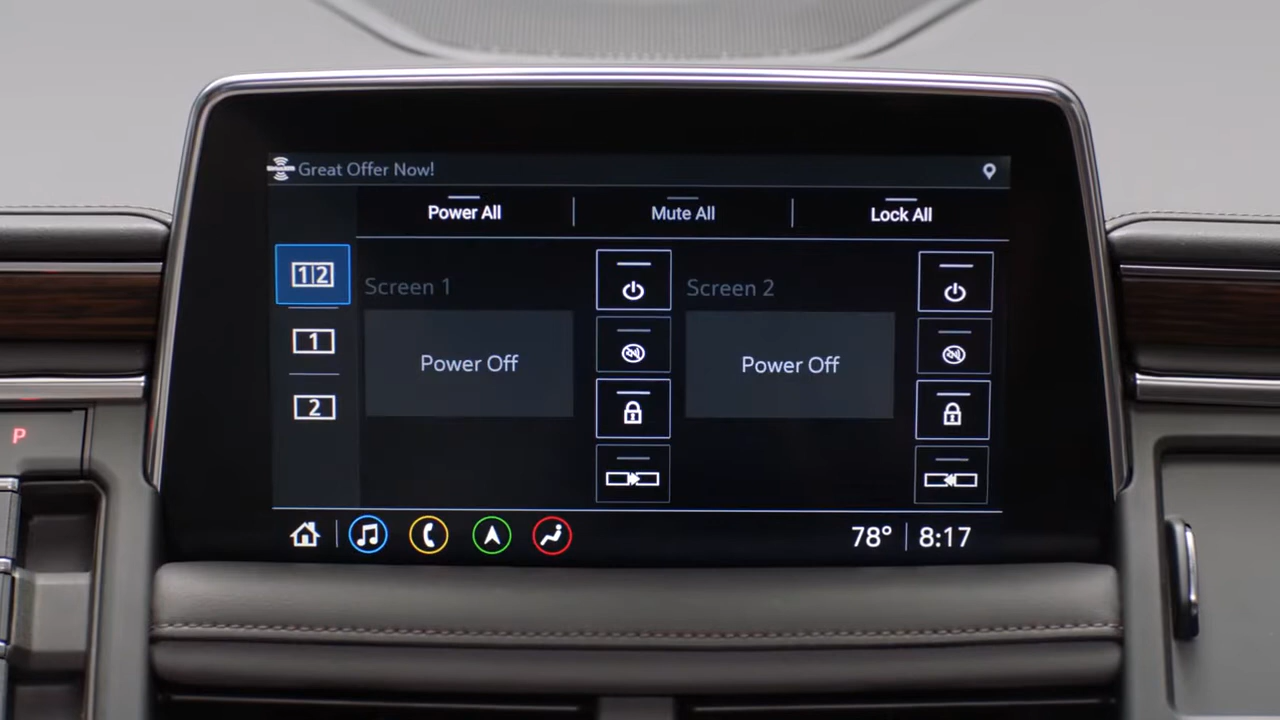 Great Offer Now!
Power All
Mute All
Lock All
1|2
1
2
Screen 1
Power Off
Screen 2
Power Off
78°
8:17
P